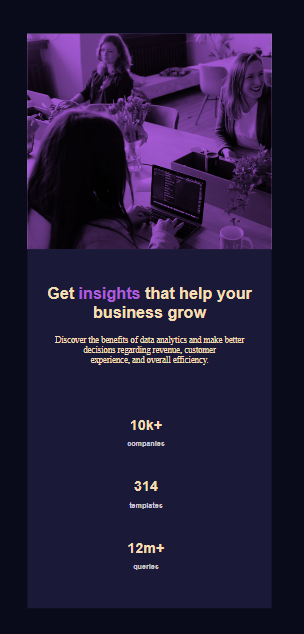 Get insights that help your
business grow
Discover the benefits of data analytics and make better
decisions regarding revenue, customer
experience, and overall efficiency.
10k+
companies
314
templates
12m+
queries